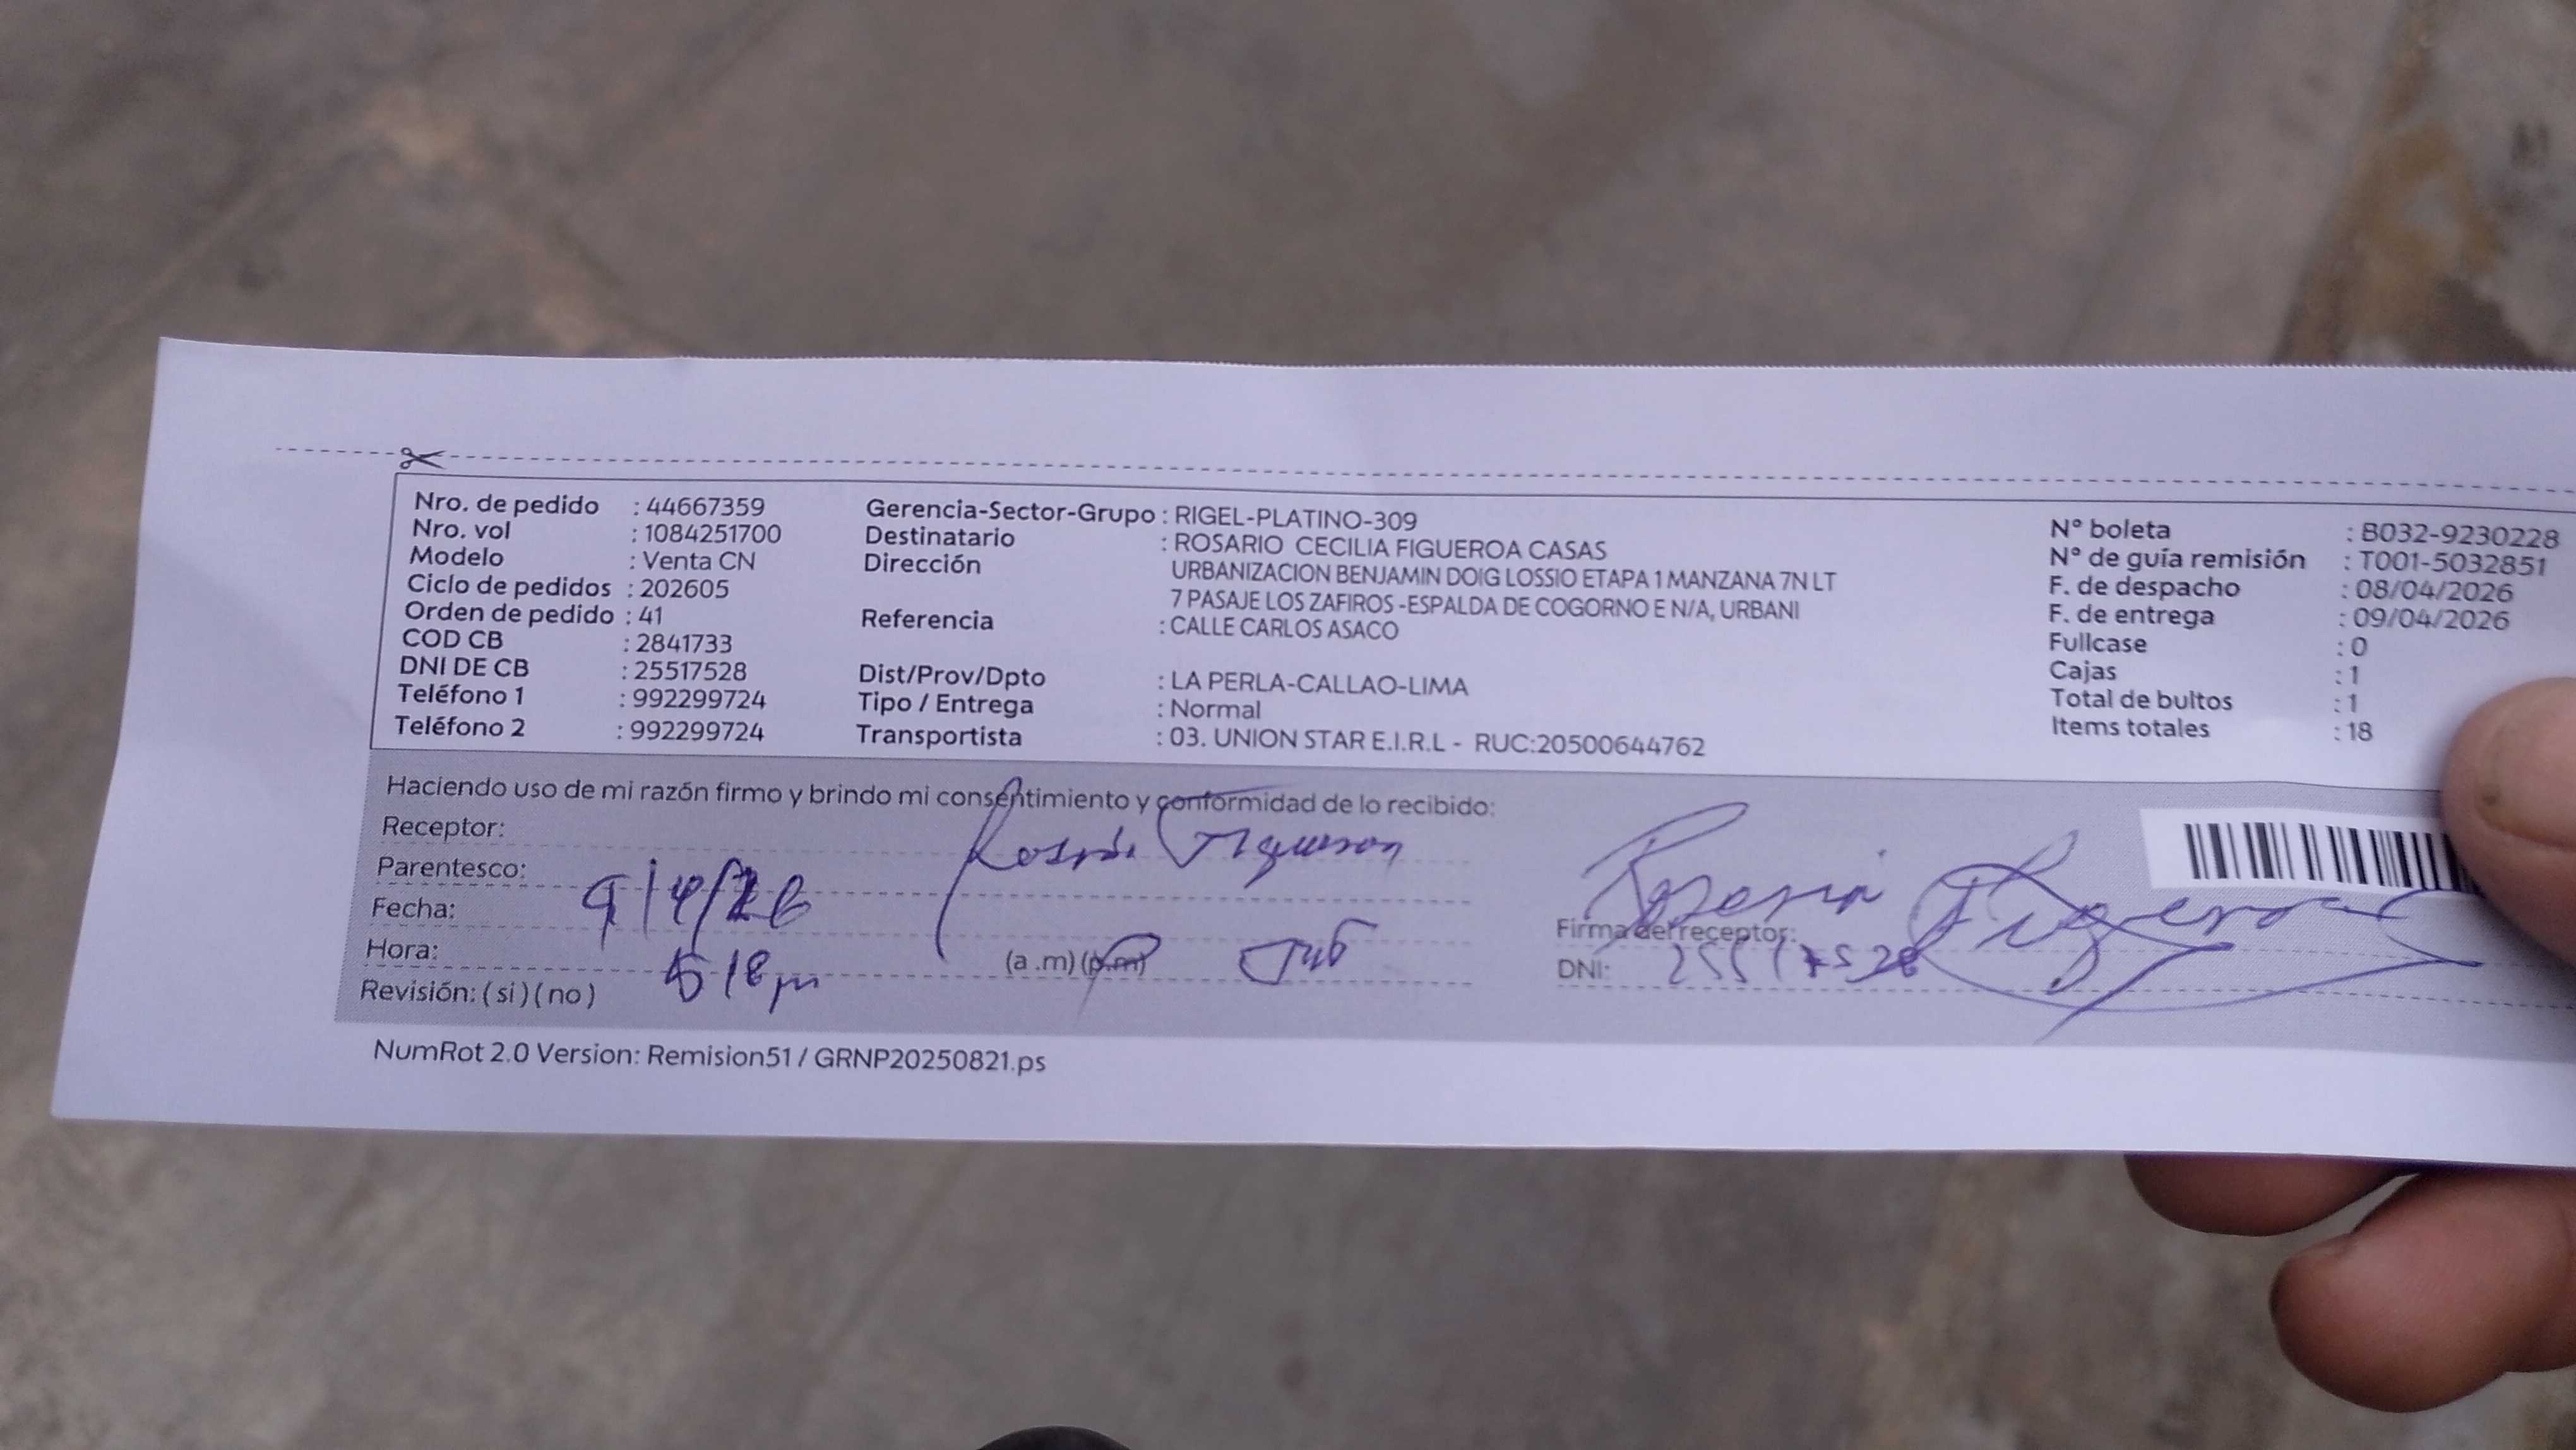 Nro. de pedido : 44667359
Nro. vol : 1084251700
Modelo : Venta CN
Ciclo de pedidos : 202605
Orden de pedido : 41
COD CB : 2841733
DNI DE CB : 25517528
Teléfono 1 : 992299724
Teléfono 2 : 992299724
Gerencia-Sector-Grupo : RIGEL-PLATINO-309
Destinatario : ROSARIO CECILIA FIGUEROA CASAS
Dirección URBANIZACION BENJAMIN DOIG LOSSIO ETAPA 1 MANZANA 7N LT
7 PASAJE LOS ZAFIROS -ESPALDA DE COGORNO E N/A, URBANI
Referencia : CALLE CARLOS ASACO
Dist/Prov/Dpto : LA PERLA-CALLAO-LIMA
Tipo / Entrega : Normal
Transportista : 03. UNION STAR E.I.R.L - RUC:20500644762
N° boleta : B032-9230228
N° de guía remisión : T001-5032851
F. de despacho : 08/04/2026
F. de entrega : 09/04/2026
Fullcase : 0
Cajas : 1
Total de bultos : 1
Items totales : 18
Haciendo uso de mi razón firmo y brindo mi consentimiento y conformidad de lo recibido:
Receptor: Figueroa
Parentesco:
Fecha: 9/4/26
Hora: 5 18 pm (a .m) (p.m)
Revisión: ( si ) ( no )
Rosario Figueroa
Firma del receptor:
DNI: 25517528
NumRot 2.0 Version: Remision51 / GRNP20250821.ps